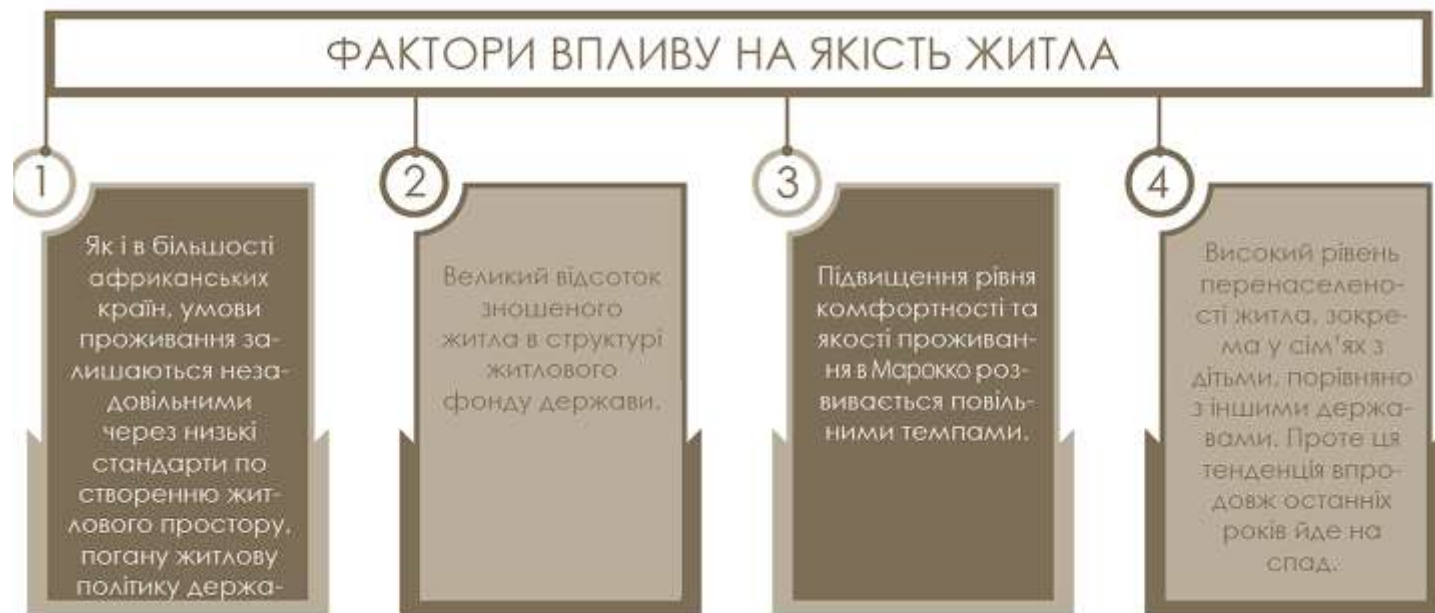 ФАКТОРИ ВПЛИВУ НА ЯКІСТЬ ЖИТЛА
1
Як і в більшості
африканських
країн, умови
проживання за-
лишаються неза-
довільними
через низькі
стандарти по
створенню жит-
лового простору,
погану житлову
політику держа-
2
Великий відсоток
зношеного
житла в структурі
житлового
фонду держави.
3
Підвищення рівня
комфортності та
якості проживан-
ня в Марокко роз-
вивається повіль-
ними темпами.
4
Високий рівень
перенаселено-
сті житла, зокре-
ма у сім'ях з
дітьми, порівняно
з іншими держа-
вами. Проте ця
тенденція впро-
довж останніх
років йде на
спад.